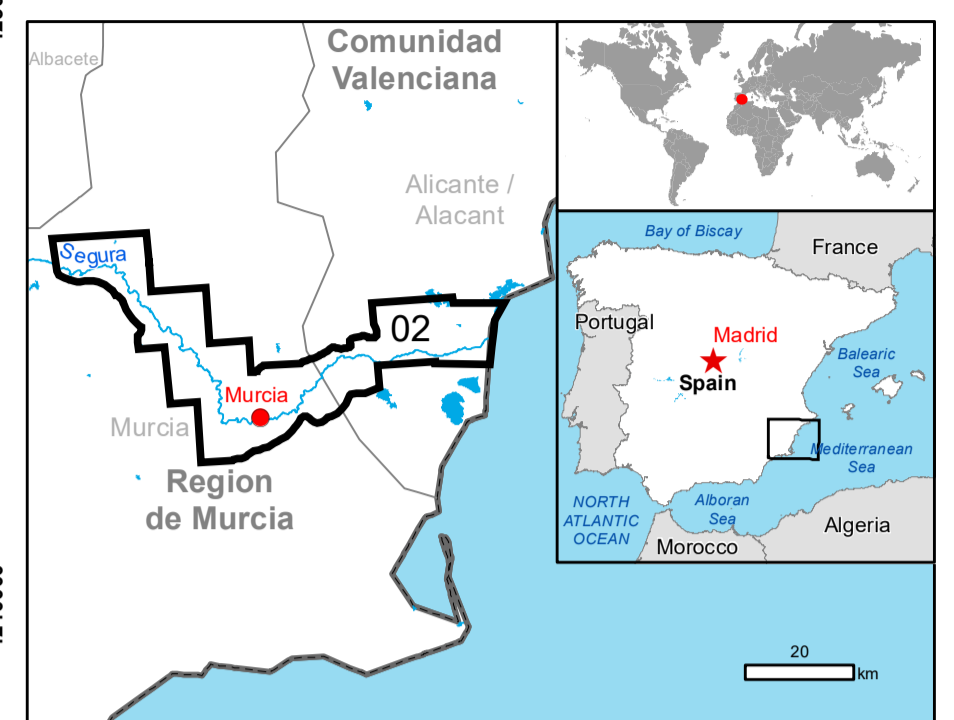 Comunidad
Valenciana
Albacete
Alicante /
Alacant
Segura
02
Murcia
Murcia
Region
de Murcia
Bay of Biscay
France
Portugal
Madrid
Spain
Balearic
Sea
Mediterranean
Sea
NORTH
ATLANTIC
OCEAN
Alboran
Sea
Algeria
Morocco
20
km